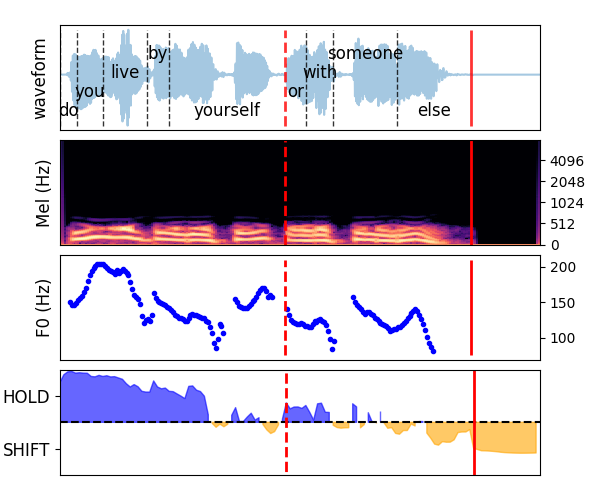 waveform
do you live by yourself or with someone else
Mel (Hz)
4096
2048
1024
512
0
F0 (Hz)
200
150
100
HOLD
SHIFT